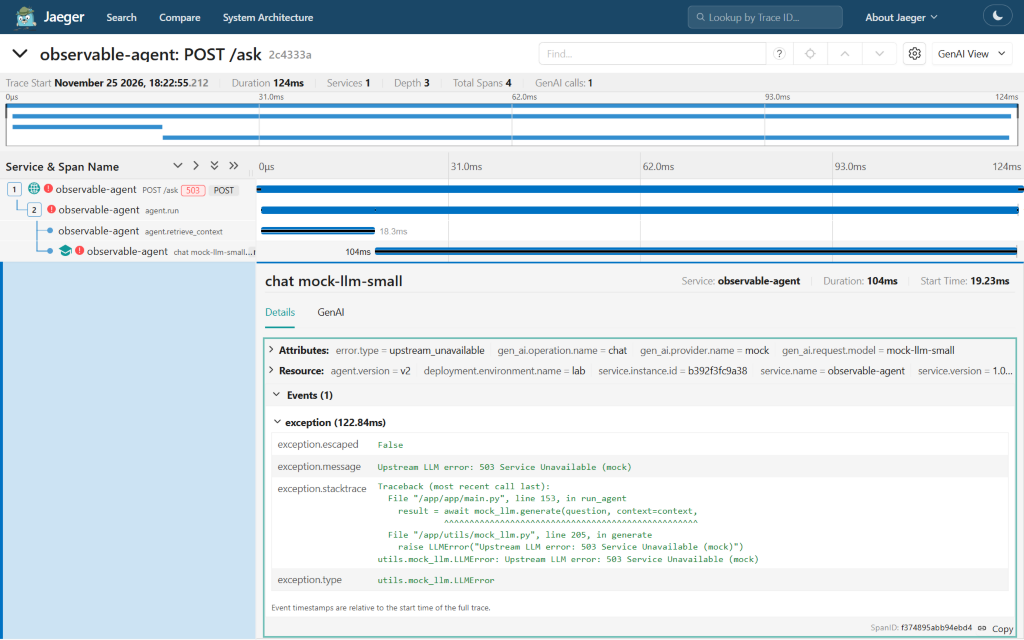 Jaeger Search Compare System Architecture Lookup by Trace ID... About Jaeger
observable-agent: POST /ask 2c4333a Find... ? GenAI View
Trace Start November 25 2026, 18:22:55.212 Duration 124ms Services 1 Depth 3 Total Spans 4 GenAI calls: 1
0μs 31.0ms 62.0ms 93.0ms 124ms
Service & Span Name 0μs 31.0ms 62.0ms 93.0ms 124ms
1 observable-agent POST /ask 503 POST
2 observable-agent agent.run
observable-agent agent.retrieve_context 18.3ms
observable-agent chat mock-llm-small... 104ms
chat mock-llm-small Service: observable-agent Duration: 104ms Start Time: 19.23ms
Details GenAI
Attributes: error.type = upstream_unavailable gen_ai.operation.name = chat gen_ai.provider.name = mock gen_ai.request.model = mock-llm-small
Resource: agent.version = v2 deployment.environment.name = lab service.instance.id = b392f3fc9a38 service.name = observable-agent service.version = 1.0...
Events (1)
exception (122.84ms)
exception.escaped False
exception.message Upstream LLM error: 503 Service Unavailable (mock)
exception.stacktrace Traceback (most recent call last):
File "/app/app/main.py", line 153, in run_agent
result = await mock_llm.generate(question, context=context,
^^^^^^^^^^^^^^^^^^^^^^^^^^^^^^^^^^^^^^^^^^^^^^^^^^
File "/app/utils/mock_llm.py", line 205, in generate
raise LLMError("Upstream LLM error: 503 Service Unavailable (mock)")
utils.mock_llm.LLMError: Upstream LLM error: 503 Service Unavailable (mock)
exception.type utils.mock_llm.LLMError
Event timestamps are relative to the start time of the full trace.
SpanID: f374895abb94ebd4 Copy